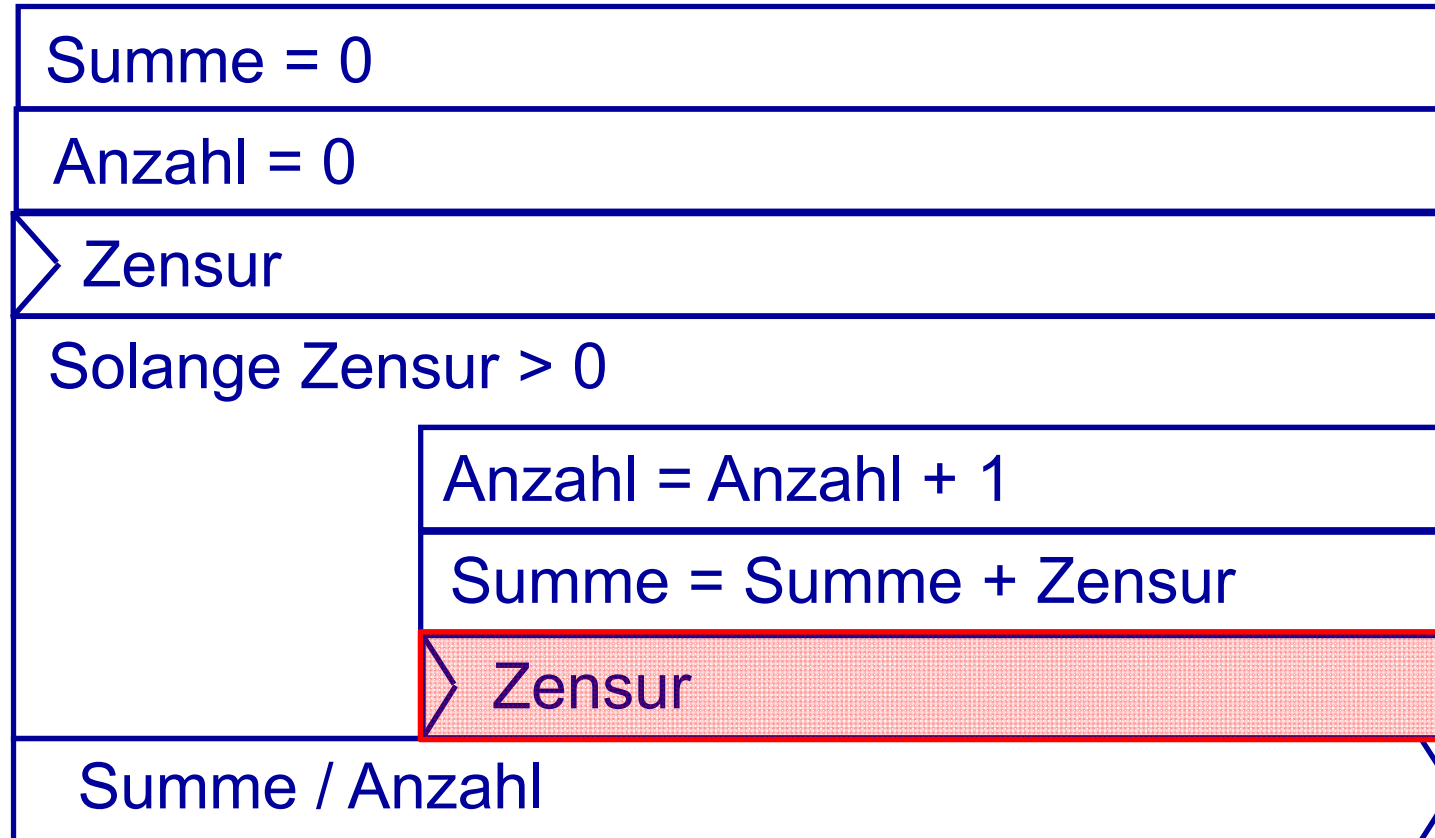 Summe = 0
Anzahl = 0
Zensur
Solange Zensur > 0
Anzahl = Anzahl + 1
Summe = Summe + Zensur
Zensur
Summe / Anzahl